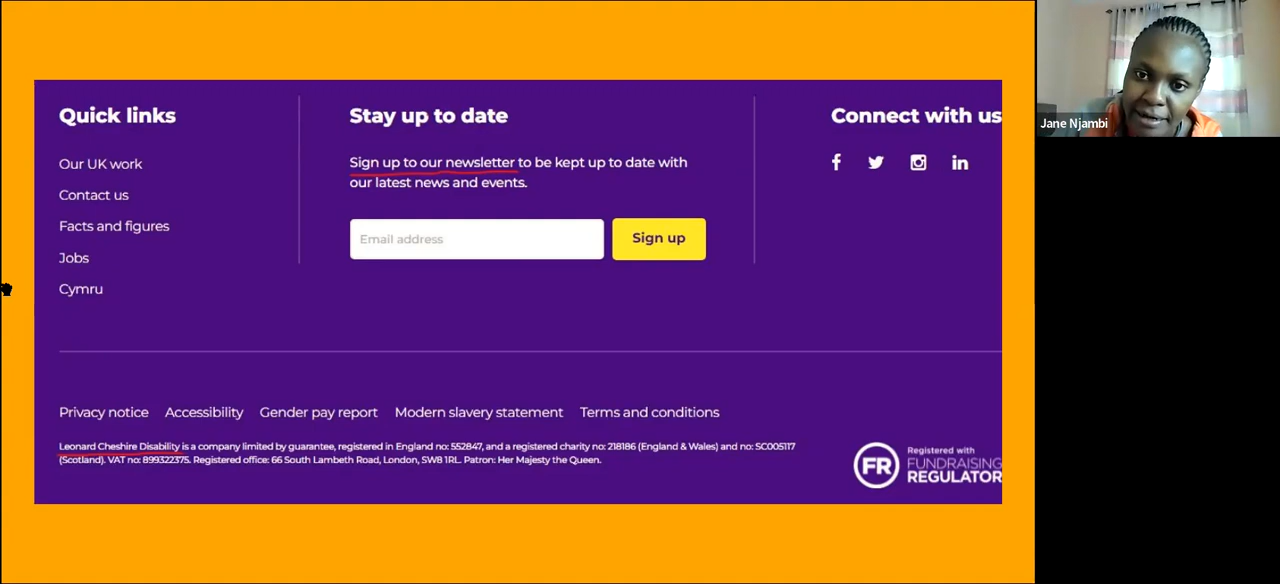 Quick links
Our UK work
Contact us
Facts and figures
Jobs
Cymru
Stay up to date
Sign up to our newsletter to be kept up to date with
our latest news and events.
Email address
Sign up
Connect with us
Privacy notice Accessibility Gender pay report Modern slavery statement Terms and conditions
Leonard Cheshire Disability is a company limited by guarantee, registered in England no: 552847, and a registered charity no: 218186 (England & Wales) and no: SC005117
(Scotland). VAT no: 899322375. Registered office: 66 South Lambeth Road, London, SW8 1RL. Patron: Her Majesty the Queen.
FR
Registered with
FUNDRAISING
REGULATOR
Jane Njambi